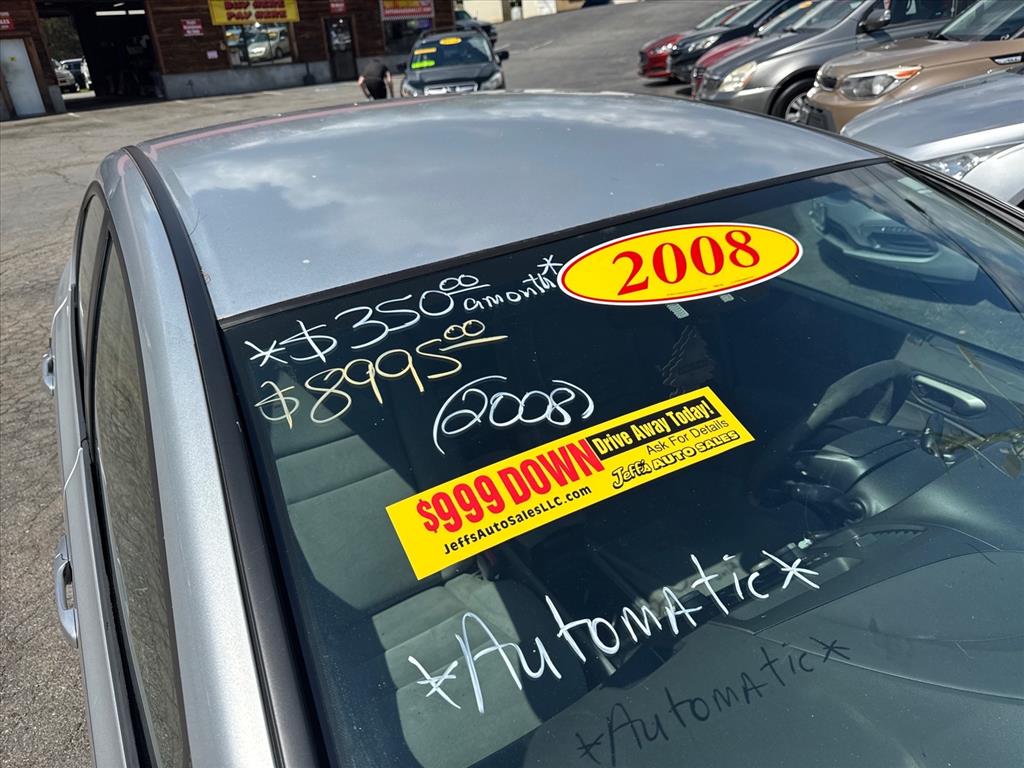 2008
*$350.00 a month*
$8995.00
(2008)
$999 DOWN
Drive Away Today!
Ask For Details
JeffsAutoSalesLLC.com
Jeff's AUTO SALES
*Automatic*
*Automatic*